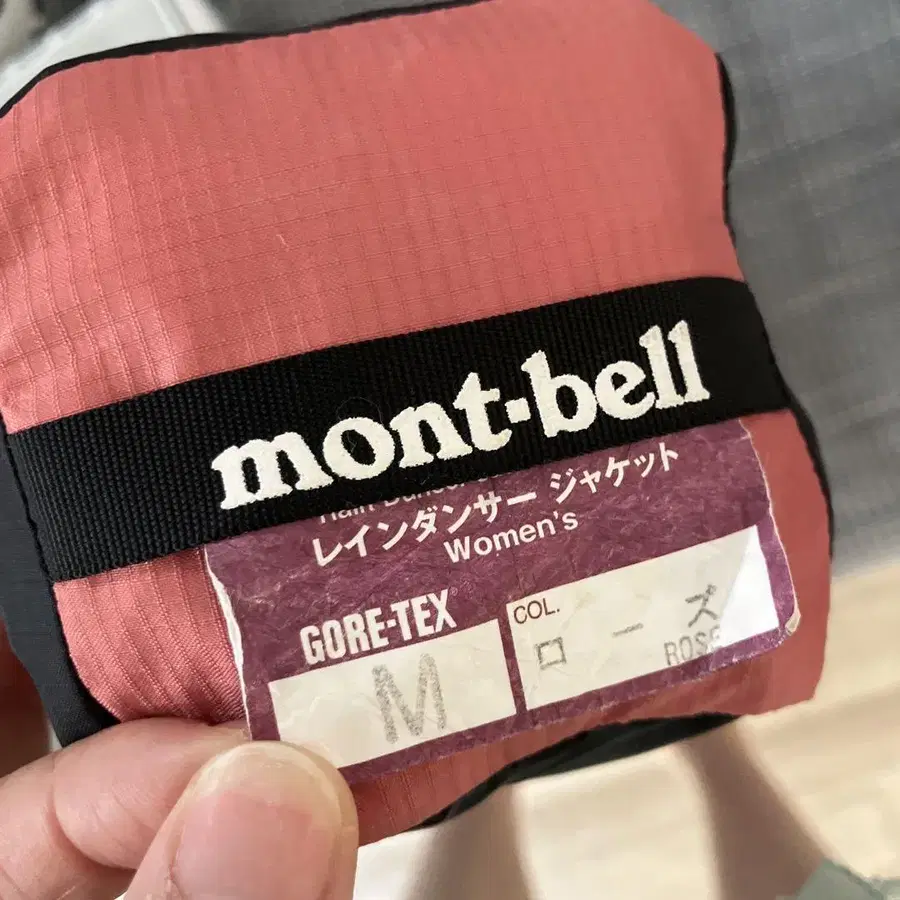 mont-bell
レインダンサー ジャケット
Women's
GORE-TEX
M
COL.
ローズ